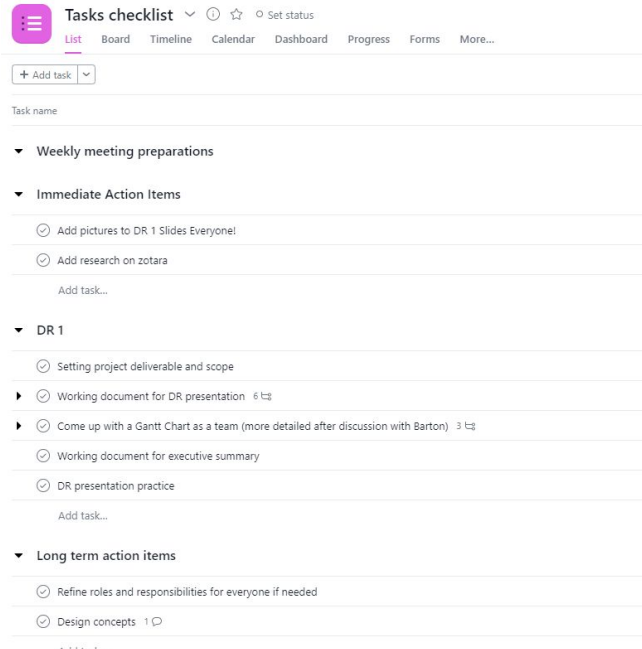 Tasks checklist
Set status
List Board Timeline Calendar Dashboard Progress Forms More...
+ Add task
Task name
Weekly meeting preparations
Immediate Action Items
Add pictures to DR 1 Slides Everyone!
Add research on zotara
Add task...
DR 1
Setting project deliverable and scope
Working document for DR presentation 6
Come up with a Gantt Chart as a team (more detailed after discussion with Barton) 3
Working document for executive summary
DR presentation practice
Add task...
Long term action items
Refine roles and responsibilities for everyone if needed
Design concepts 1